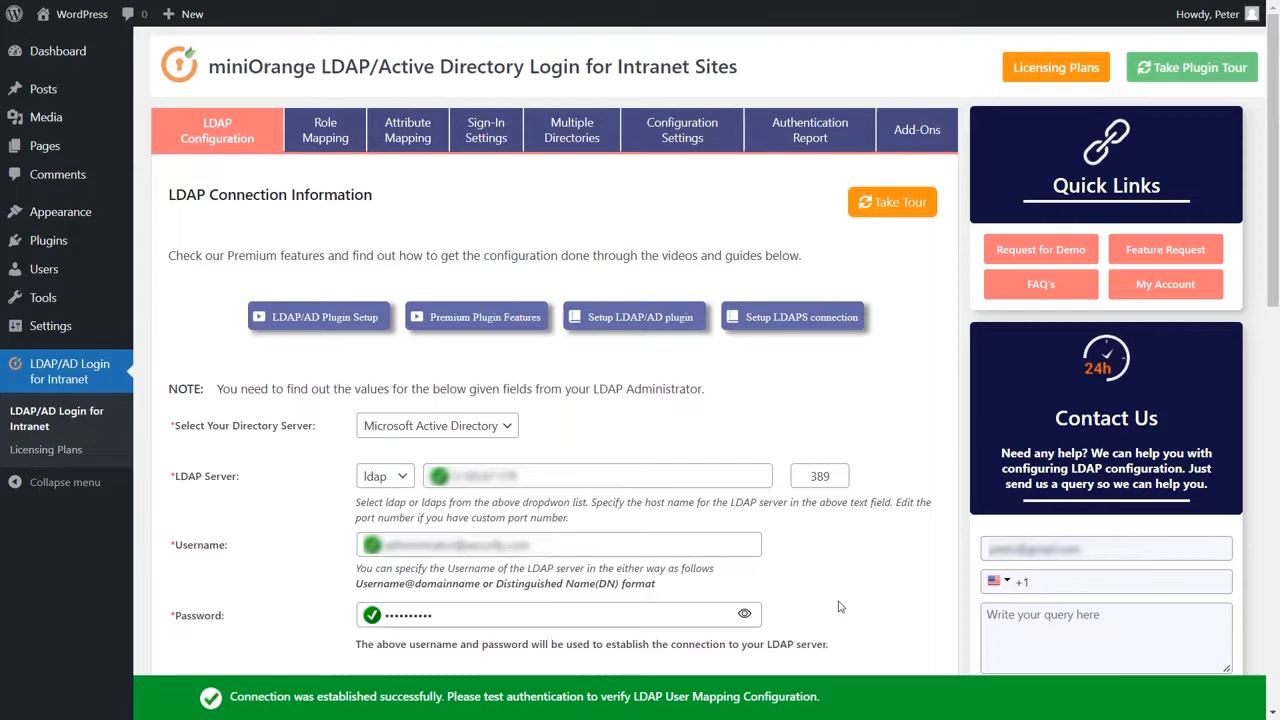 WordPress
0
New
Howdy, Peter
Dashboard
Posts
Media
Pages
Comments
Appearance
Plugins
Users
Tools
Settings
LDAP/AD Login
for Intranet
LDAP/AD Login for
Intranet
Licensing Plans
Collapse menu
miniOrange LDAP/Active Directory Login for Intranet Sites
Licensing Plans
Take Plugin Tour
LDAP
Configuration
Role
Mapping
Attribute
Mapping
Sign-In
Settings
Multiple
Directories
Configuration
Settings
Authentication
Report
Add-Ons
LDAP Connection Information
Take Tour
Check our Premium features and find out how to get the configuration done through the videos and guides below.
LDAP/AD Plugin Setup
Premium Plugin Features
Setup LDAP/AD plugin
Setup LDAPS connection
NOTE: You need to find out the values for the below given fields from your LDAP Administrator.
*Select Your Directory Server:
Microsoft Active Directory
*LDAP Server:
ldap
389
Select ldap or ldaps from the above dropdwon list. Specify the host name for the LDAP server in the above text field. Edit the
port number if you have custom port number.
*Username:
You can specify the Username of the LDAP server in the either way as follows
Username@domainname or Distinguished Name(DN) format
*Password:
••••••••••
The above username and password will be used to establish the connection to your LDAP server.
Quick Links
Request for Demo
Feature Request
FAQ's
My Account
24h
Contact Us
Need any help? We can help you with
configuring LDAP configuration. Just
send us a query so we can help you.
+1
Write your query here
Connection was established successfully. Please test authentication to verify LDAP User Mapping Configuration.